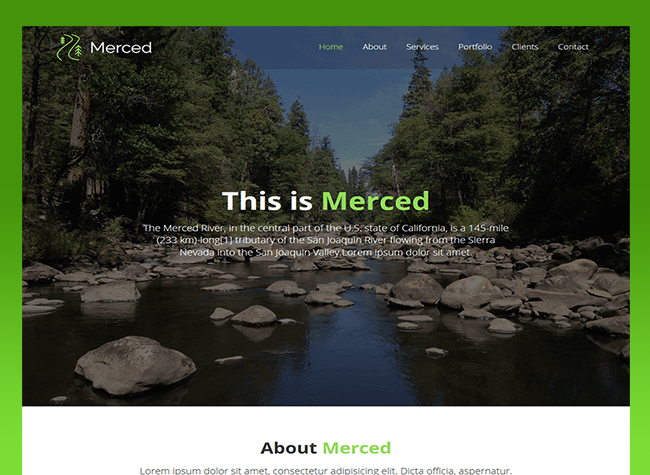 Merced
Home About Services Portfolio Clients Contact
This is Merced
The Merced River, in the central part of the U.S. state of California, is a 145-mile
(233 km)-long[1] tributary of the San Joaquin River flowing from the Sierra
Nevada into the San Joaquin Valley.Lorem ipsum dolor sit amet.
About Merced
Lorem ipsum dolor sit amet, consectetur adipisicing elit. Dicta officia, aspernatur.